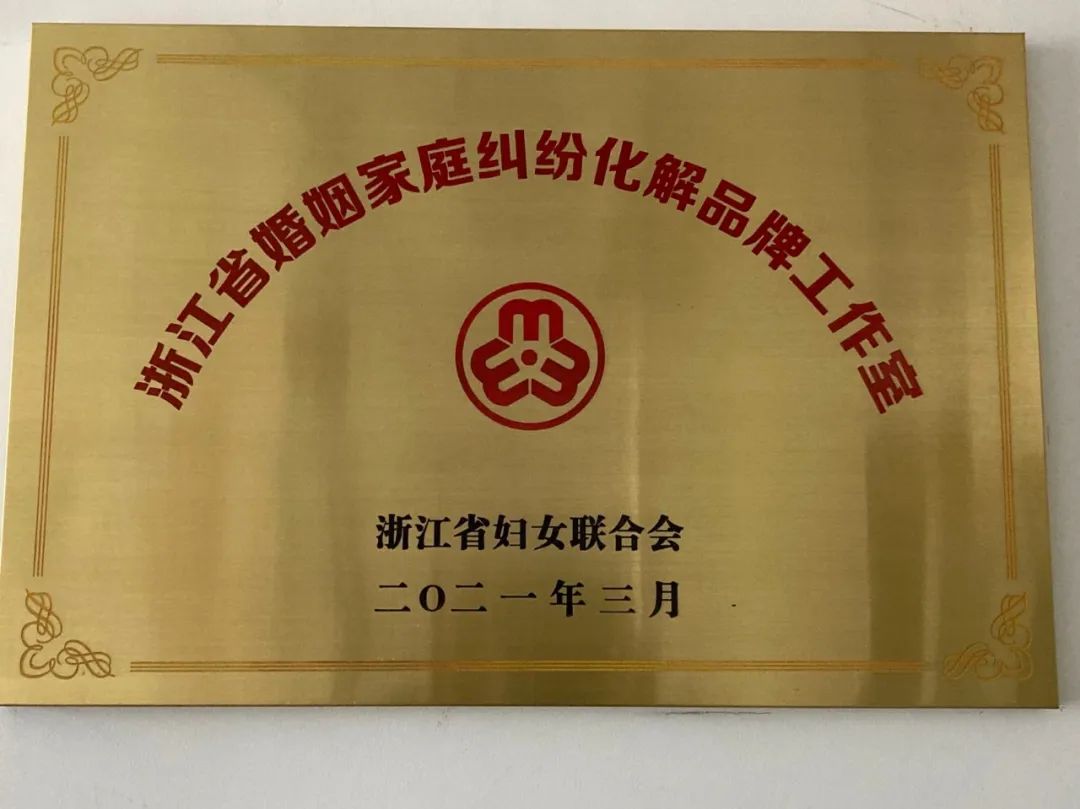 浙江省婚姻家庭纠纷化解品牌工作室
浙江省妇女联合会
二〇二一年三月